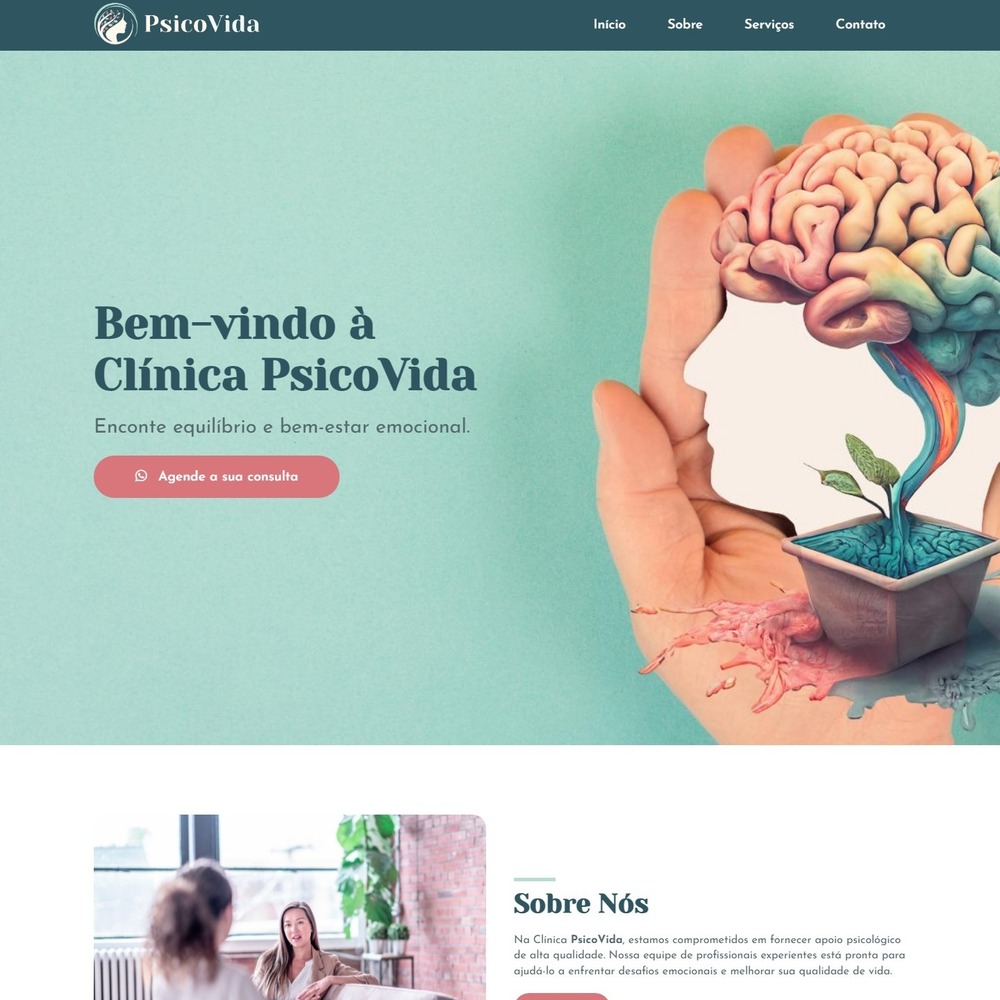 PsicoVida
Início Sobre Serviços Contato
Bem-vindo à
Clínica PsicoVida
Enconte equilíbrio e bem-estar emocional.
Agende a sua consulta
Sobre Nós
Na Clínica PsicoVida, estamos comprometidos em fornecer apoio psicológico
de alta qualidade. Nossa equipe de profissionais experientes está pronta para
ajudá-lo a enfrentar desafios emocionais e melhorar sua qualidade de vida.